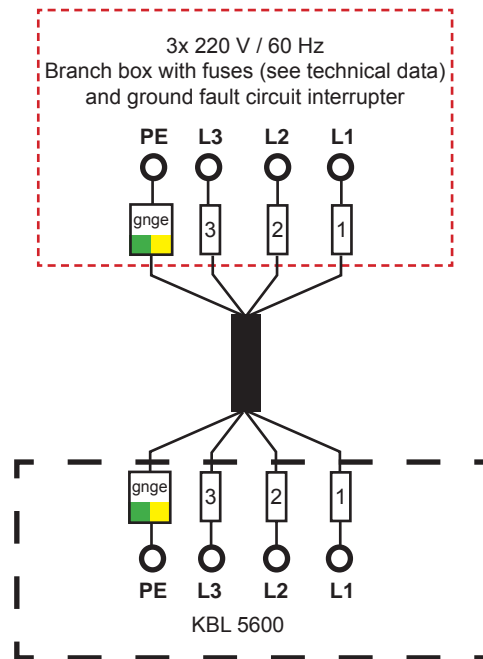 3x 220 V / 60 Hz
Branch box with fuses (see technical data)
and ground fault circuit interrupter
PE L3 L2 L1
gnge 3 2 1
gnge 3 2 1
PE L3 L2 L1
KBL 5600